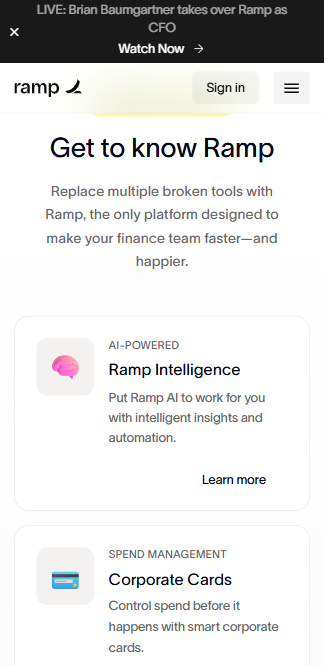 LIVE: Brian Baumgartner takes over Ramp as
CFO
Watch Now →
ramp
Sign in
Get to know Ramp
Replace multiple broken tools with
Ramp, the only platform designed to
make your finance team faster—and
happier.
AI-POWERED
Ramp Intelligence
Put Ramp AI to work for you
with intelligent insights and
automation.
Learn more
SPEND MANAGEMENT
Corporate Cards
Control spend before it
happens with smart corporate
cards.